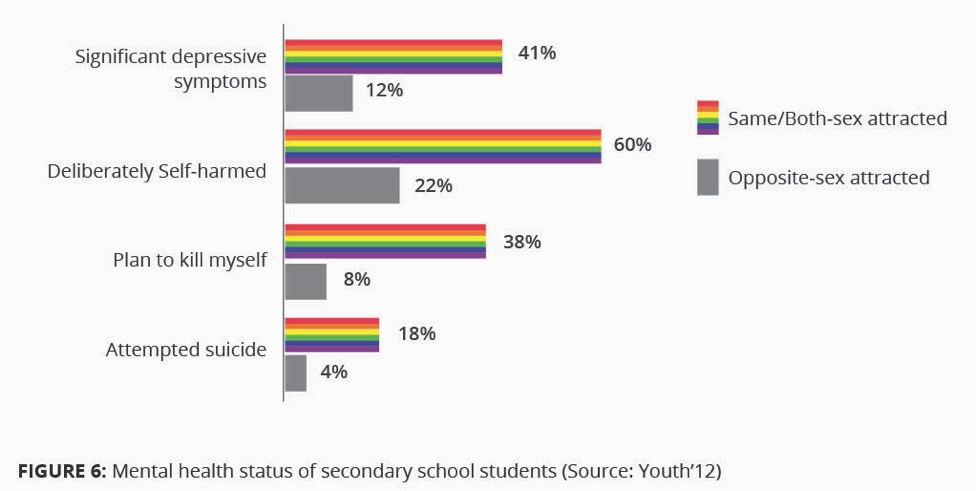 Significant depressive
symptoms
41%
12%
Deliberately Self-harmed
60%
22%
Plan to kill myself
38%
8%
Attempted suicide
18%
4%
Same/Both-sex attracted
Opposite-sex attracted
FIGURE 6: Mental health status of secondary school students (Source: Youth’12)